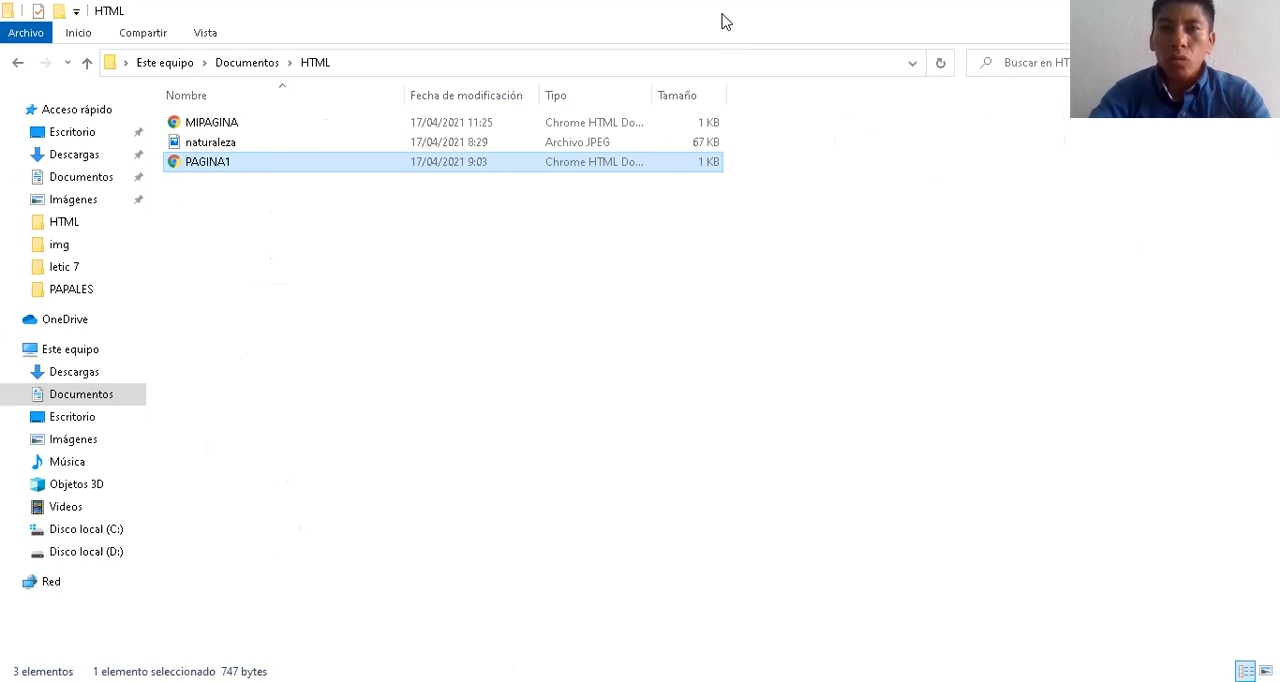 HTML
Archivo Inicio Compartir Vista
Este equipo Documentos HTML Buscar en HT
Nombre Fecha de modificación Tipo Tamaño
MIPAGINA 17/04/2021 11:25 Chrome HTML Do... 1 KB
naturaleza 17/04/2021 8:29 Archivo JPEG 67 KB
PAGINA1 17/04/2021 9:03 Chrome HTML Do... 1 KB
Acceso rápido
Escritorio
Descargas
Documentos
Imágenes
HTML
img
letic 7
PAPALES
OneDrive
Este equipo
Descargas
Documentos
Escritorio
Imágenes
Música
Objetos 3D
Videos
Disco local (C:)
Disco local (D:)
Red
3 elementos 1 elemento seleccionado 747 bytes